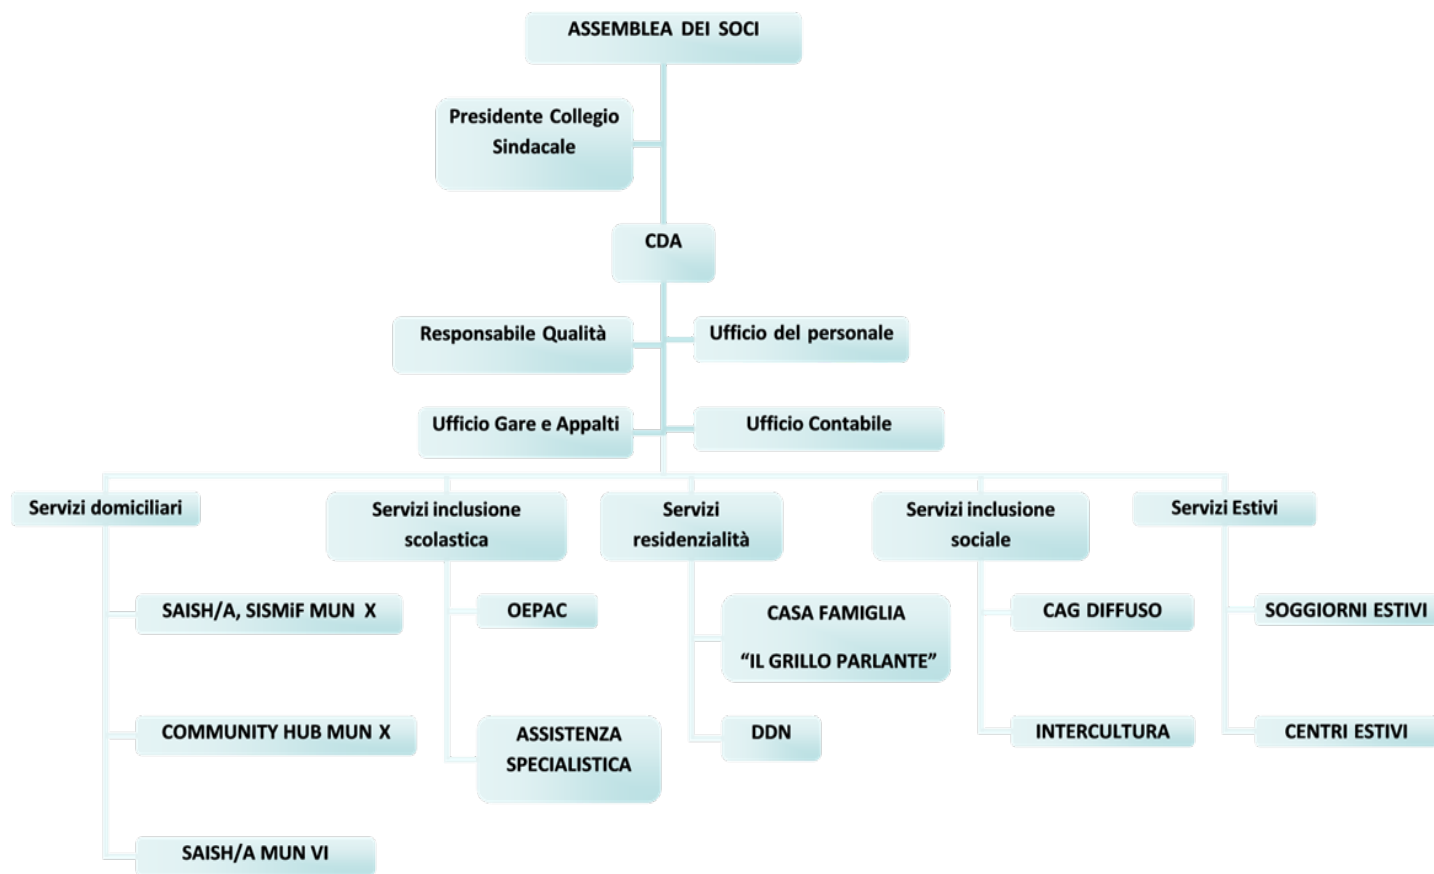 ASSEMBLEA DEI SOCI
Presidente Collegio
Sindacale
CDA
Responsabile Qualità
Ufficio del personale
Ufficio Gare e Appalti
Ufficio Contabile
Servizi domiciliari
Servizi inclusione
scolastica
Servizi
residenzialità
Servizi inclusione
sociale
Servizi Estivi
SAISH/A, SISMiF MUN X
OEPAC
CASA FAMIGLIA
“IL GRILLO PARLANTE”
CAG DIFFUSO
SOGGIORNI ESTIVI
COMMUNITY HUB MUN X
ASSISTENZA
SPECIALISTICA
DDN
INTERCULTURA
CENTRI ESTIVI
SAISH/A MUN VI